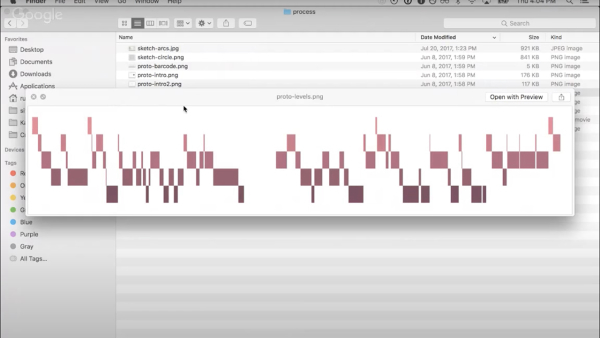 Finder File Edit View Go Window Help
Thu 4:04 PM
Google
process
Search
Favorites
Name Date Modified Size Kind
Desktop
sketch-arcs.jpg Jul 20, 2017, 1:33 PM 921 KB JPEG image
Documents
sketch-circle.png Jun 8, 2017, 1:59 PM 841 KB PNG image
Downloads
proto-barcode.png Jun 8, 2017, 1:58 PM 5 KB PNG image
Applications
proto-intro.png Jun 8, 2017, 1:59 PM 176 KB PNG image
proto-intro2.png Jun 8, 2017, 1:58 PM 117 KB PNG image
proto-levels.png
Open with Preview
Devices
Tags
Blue
Purple
Gray
All Tags...